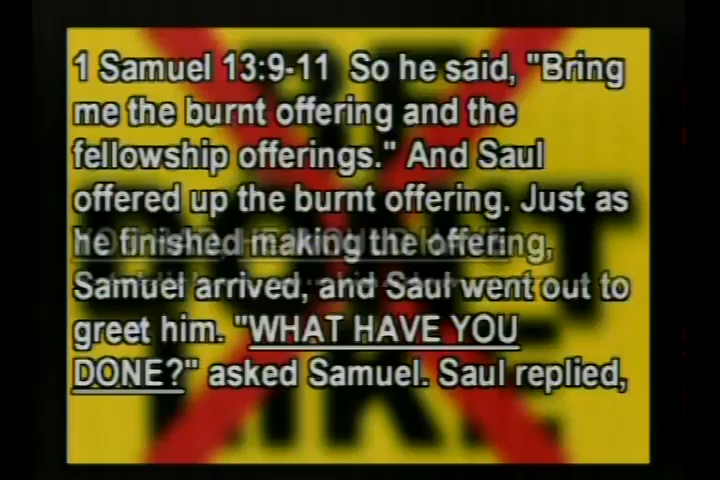 1 Samuel 13:9-11 So he said, "Bring
me the burnt offering and the
fellowship offerings." And Saul
offered up the burnt offering. Just as
he finished making the offering,
Samuel arrived, and Saul went out to
greet him. "WHAT HAVE YOU
DONE?" asked Samuel. Saul replied,